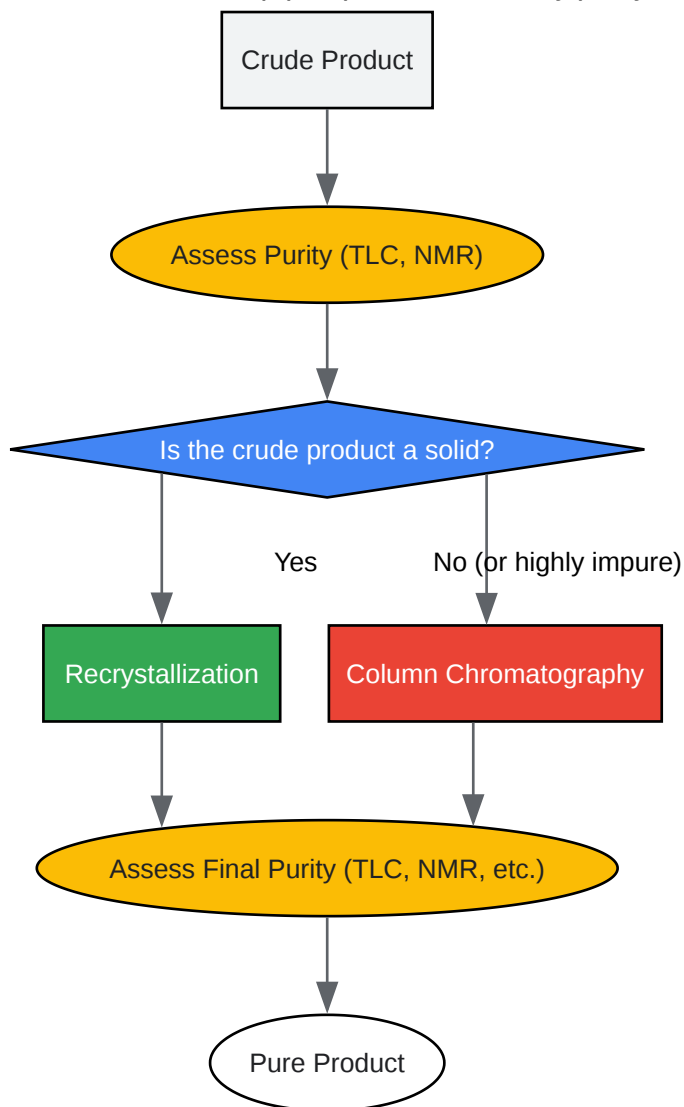 Crude Product
Assess Purity (TLC, NMR)
Is the crude product a solid?
Yes
No (or highly impure)
Recrystallization
Column Chromatography
Assess Final Purity (TLC, NMR, etc.)
Pure Product